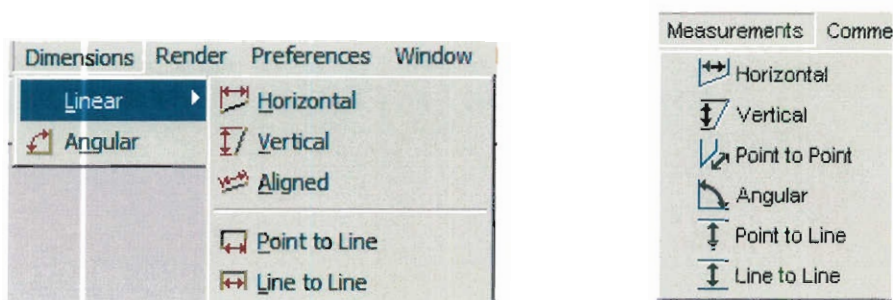 Dimensions Render Preferences Window
Linear
Angular
Horizontal
Vertical
Aligned
Point to Line
Line to Line
Measurements Comme
Horizontal
Vertical
Point to Point
Angular
Point to Line
Line to Line